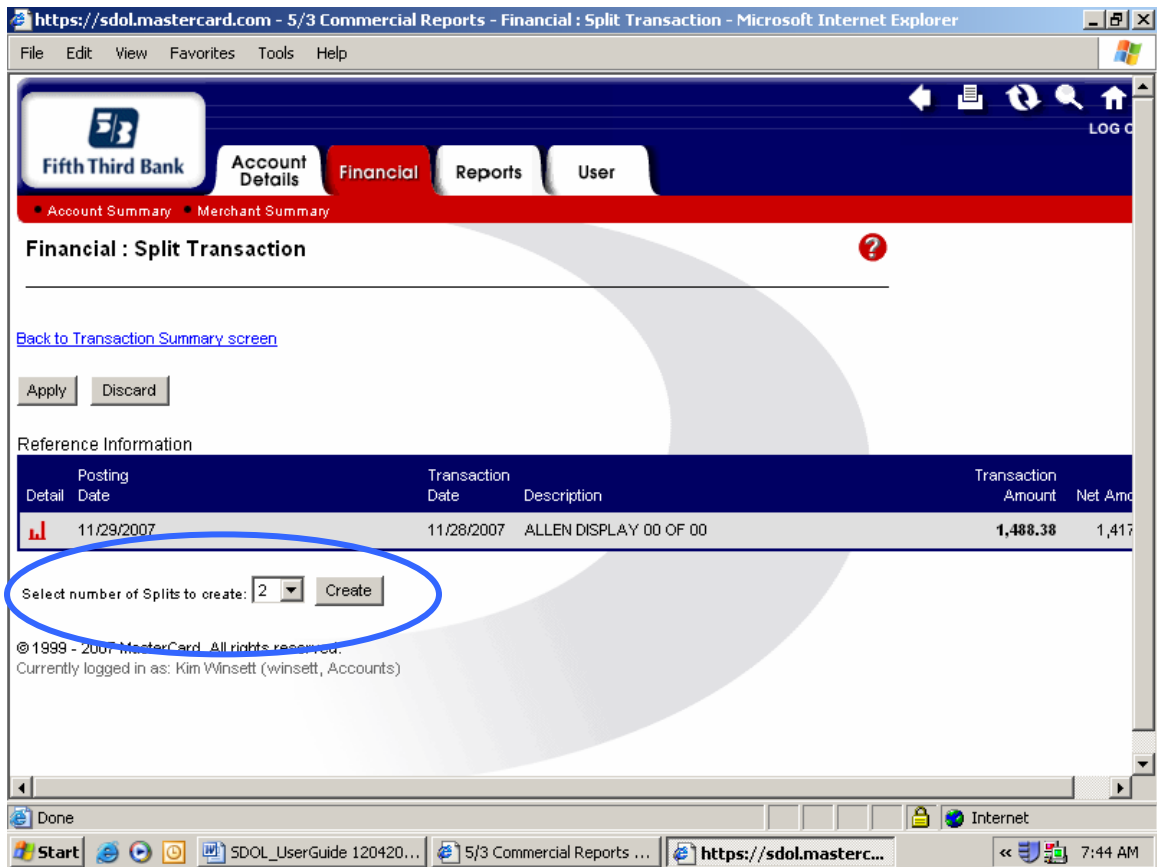 https://sdol.mastercard.com - 5/3 Commercial Reports - Financial : Split Transaction - Microsoft Internet Explorer
File Edit View Favorites Tools Help
5/3
Fifth Third Bank
Account Details
Financial
Reports
User
LOG O
• Account Summary • Merchant Summary
Financial : Split Transaction
?
Back to Transaction Summary screen
Apply Discard
Reference Information
Detail Posting Date Transaction Date Description Transaction Amount Net Amo
11/29/2007 11/28/2007 ALLEN DISPLAY 00 OF 00 1,488.38 1,417
Select number of Splits to create: 2 Create
© 1999 - 2007 MasterCard. All rights reserved.
Currently logged in as: Kim Winsett (winsett, Accounts)
Done Internet
Start SDOL_UserGuide 120420... 5/3 Commercial Reports ... https://sdol.masterc... « 7:44 AM